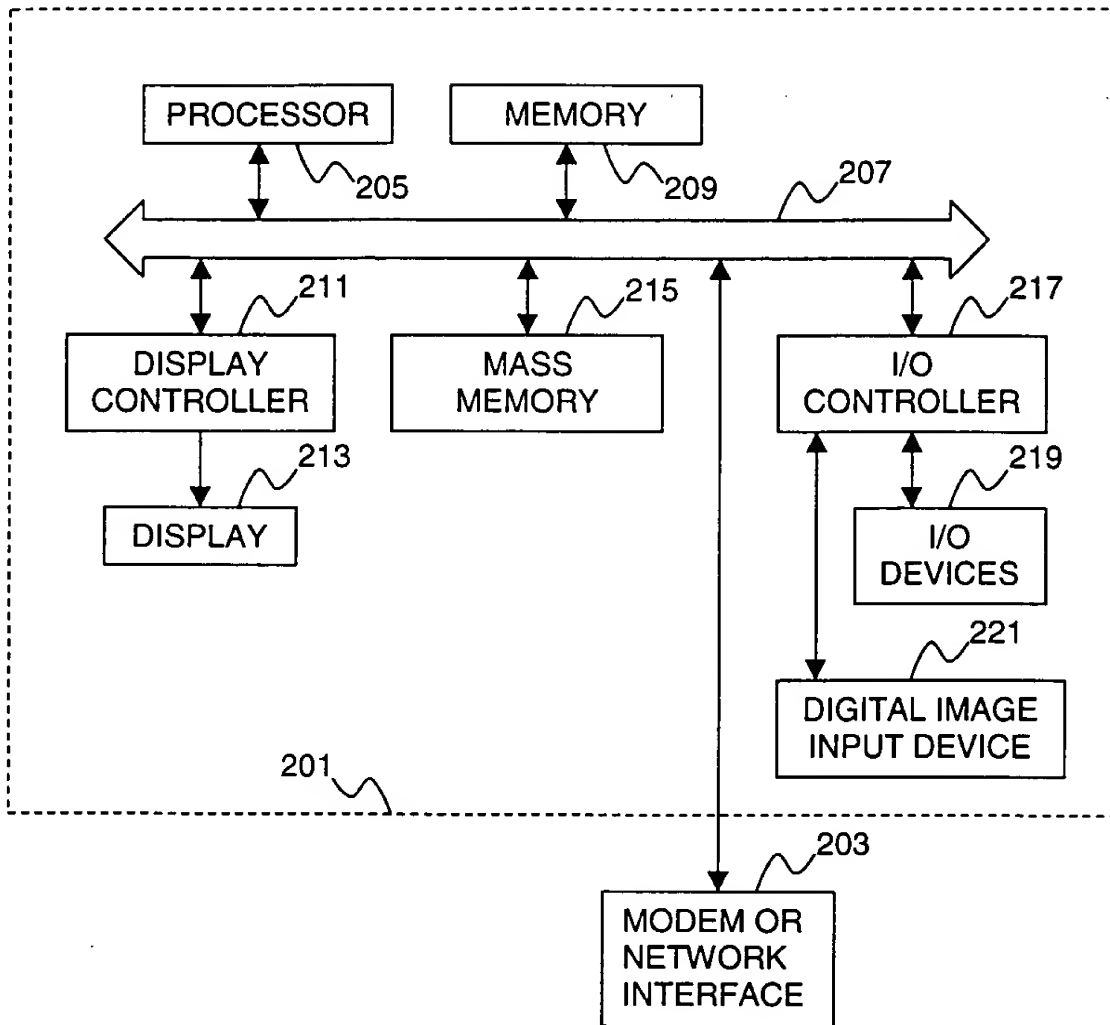 PROCESSOR
MEMORY
205
209
207
211
215
217
DISPLAY
CONTROLLER
MASS
MEMORY
I/O
CONTROLLER
213
219
DISPLAY
I/O
DEVICES
221
DIGITAL IMAGE
INPUT DEVICE
201
203
MODEM OR
NETWORK
INTERFACE